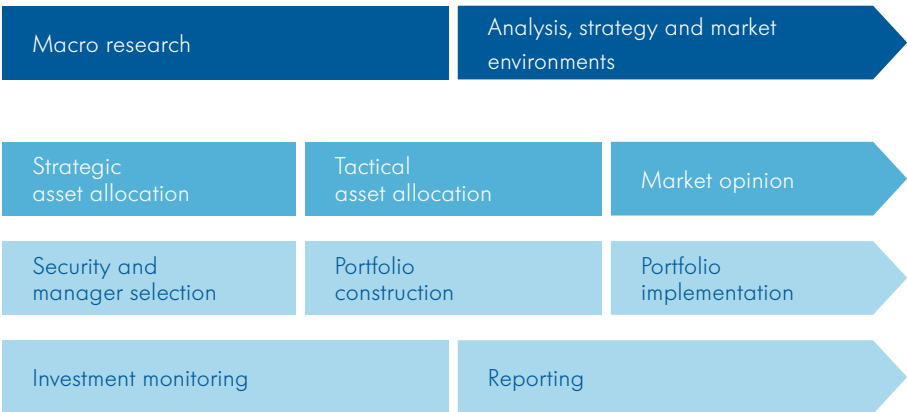 Macro research
Analysis, strategy and market
environments
Strategic
asset allocation
Tactical
asset allocation
Market opinion
Security and
manager selection
Portfolio
construction
Portfolio
implementation
Investment monitoring
Reporting